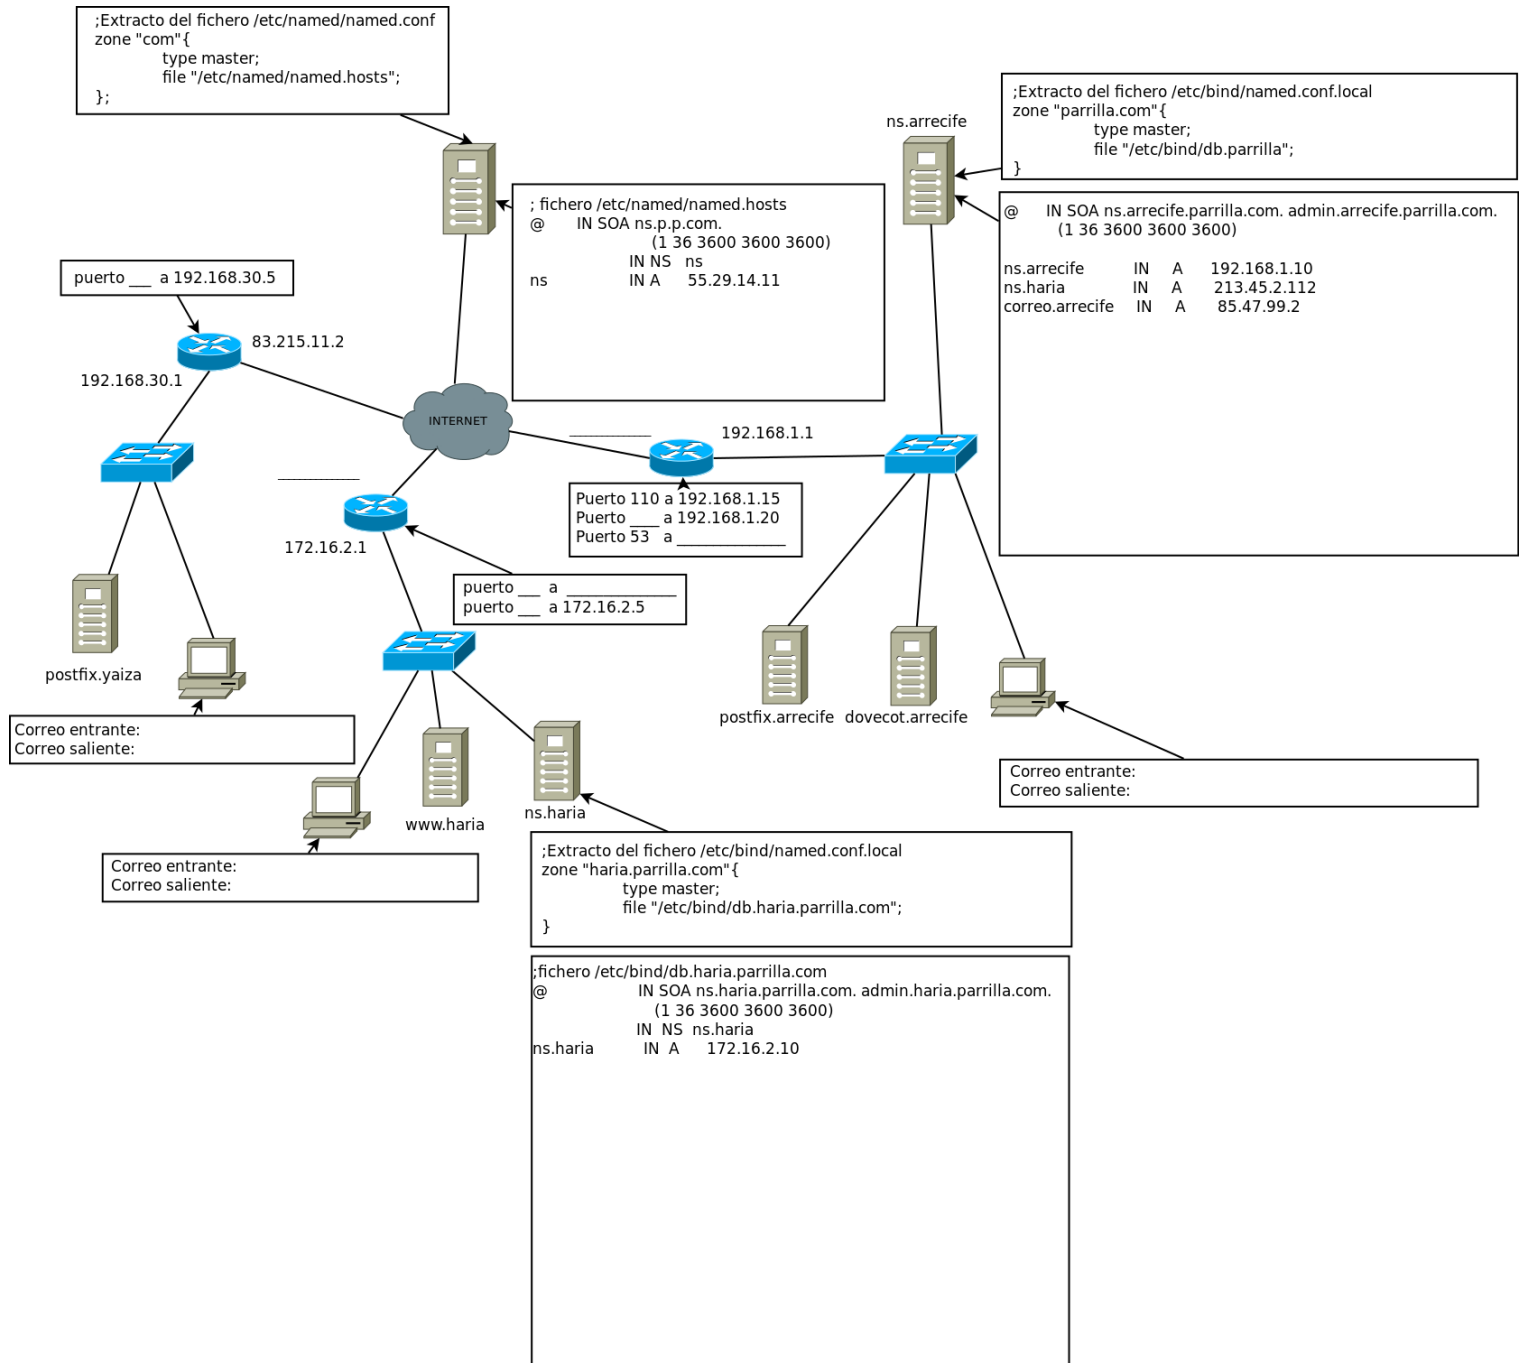 ;Extracto del fichero /etc/named/named.conf
zone "com"{
type master;
file "/etc/named/named.hosts";
};
ns.arrecife
;Extracto del fichero /etc/bind/named.conf.local
zone "parrilla.com"{
type master;
file "/etc/bind/db.parrilla";
}
; fichero /etc/named/named.hosts
@ IN SOA ns.p.p.com.
(1 36 3600 3600 3600)
IN NS ns
ns IN A 55.29.14.11
@ IN SOA ns.arrecife.parrilla.com. admin.arrecife.parrilla.com.
(1 36 3600 3600 3600)
ns.arrecife IN A 192.168.1.10
ns.haria IN A 213.45.2.112
correo.arrecife IN A 85.47.99.2
puerto ___ a 192.168.30.5
83.215.11.2
192.168.30.1
INTERNET
____________
192.168.1.1
____________
172.16.2.1
Puerto 110 a 192.168.1.15
Puerto ____ a 192.168.1.20
Puerto 53 a _______________
puerto ___ a _______________
puerto ___ a 172.16.2.5
postfix.yaiza
Correo entrante:
Correo saliente:
postfix.arrecife
dovecot.arrecife
Correo entrante:
Correo saliente:
www.haria
ns.haria
Correo entrante:
Correo saliente:
;Extracto del fichero /etc/bind/named.conf.local
zone "haria.parrilla.com"{
type master;
file "/etc/bind/db.haria.parrilla.com";
}
;fichero /etc/bind/db.haria.parrilla.com
@ IN SOA ns.haria.parrilla.com. admin.haria.parrilla.com.
(1 36 3600 3600 3600)
IN NS ns.haria
ns.haria IN A 172.16.2.10